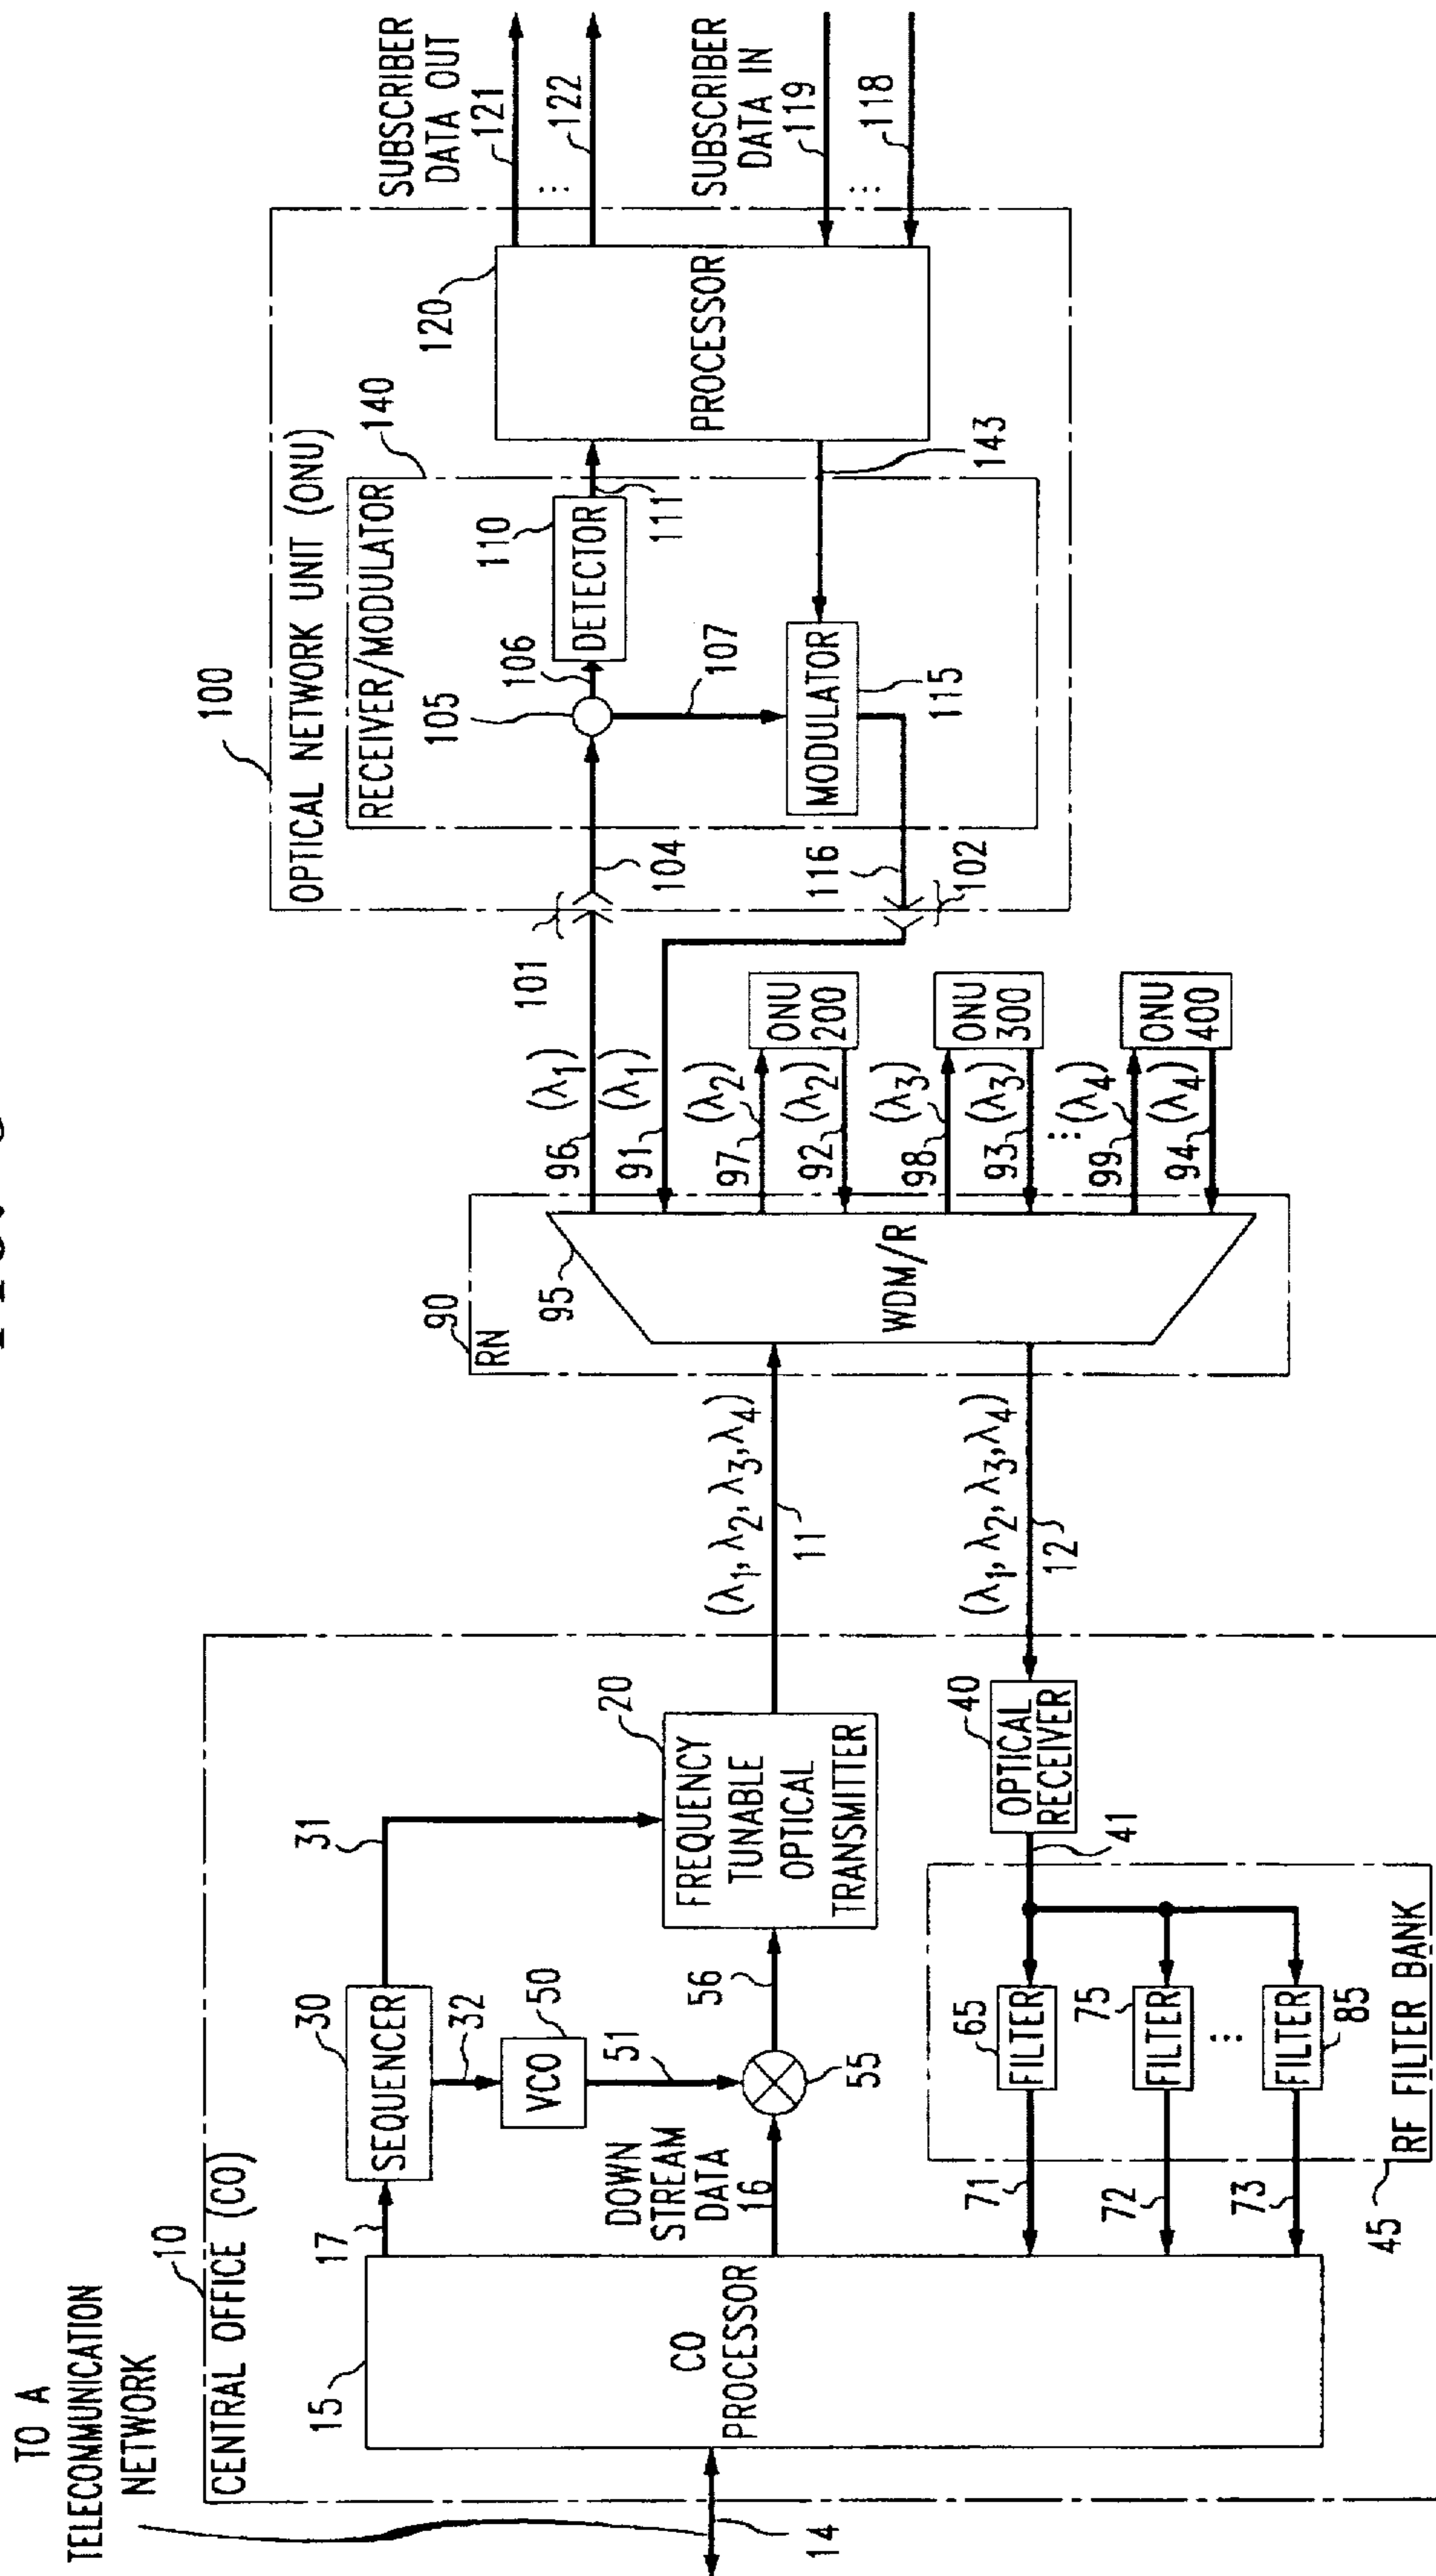 TO A
TELECOMMUNICATION
NETWORK
14
10
CENTRAL OFFICE (CO)
15
CO
PROCESSOR
17
30
SEQUENCER
31
32
50
VCO
51
DOWN
STREAM
DATA
16
55
56
20
FREQUENCY
TUNABLE
OPTICAL
TRANSMITTER
40
OPTICAL
RECEIVER
41
65
FILTER
75
FILTER
⋮
FILTER
85
71
72
73
45
RF FILTER BANK
(λ1, λ2, λ3, λ4)
11
(λ1, λ2, λ3, λ4)
12
90
RN
95
WDM/R
96
(λ1)
91
(λ1)
97
(λ2)
92
(λ2)
98
(λ3)
93
(λ3)
⋮
99
(λ4)
94
(λ4)
ONU
200
ONU
300
ONU
400
101
102
100
OPTICAL NETWORK UNIT (ONU)
RECEIVER/MODULATOR
140
104
105
106
107
110
DETECTOR
111
MODULATOR
115
116
143
120
PROCESSOR
SUBSCRIBER
DATA OUT
121
⋮
122
SUBSCRIBER
DATA IN
119
⋮
118